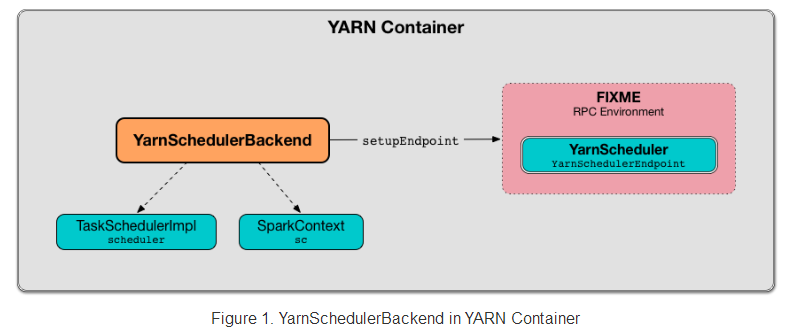 YARN Container
FIXME
RPC Environment
YarnSchedulerBackend
setupEndpoint
YarnScheduler
YarnSchedulerEndpoint
TaskSchedulerImpl
scheduler
SparkContext
sc
Figure 1. YarnSchedulerBackend in YARN Container